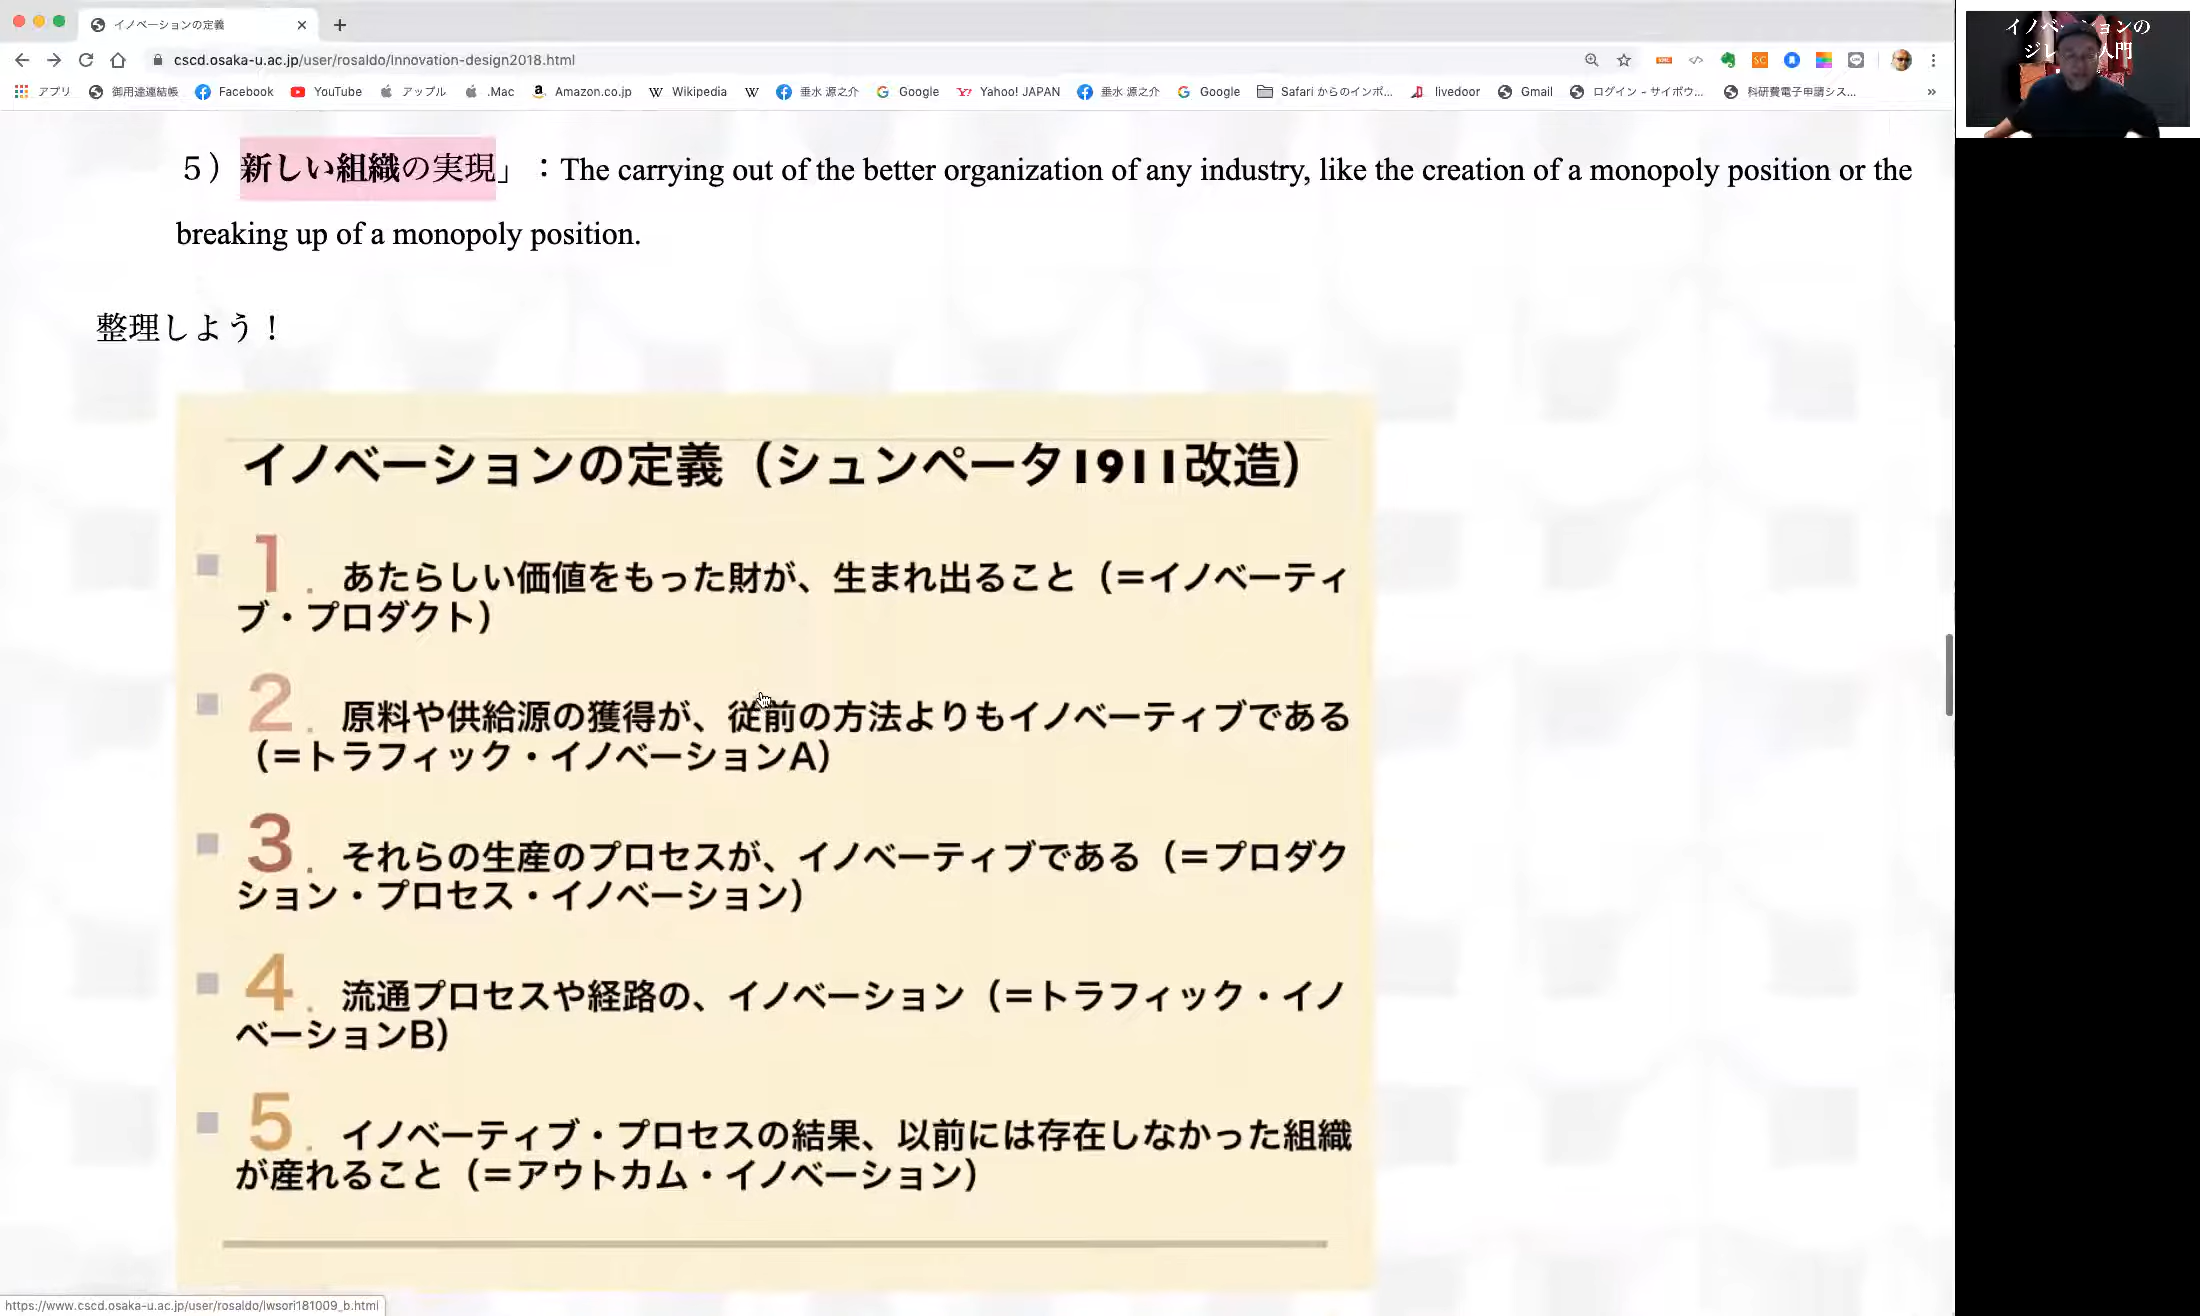 イノベーションの定義
cscd.osaka-u.ac.jp/user/rosaldo/Innovation-design2018.html
アプリ 御用達連絡帳 Facebook YouTube アップル .Mac Amazon.co.jp Wikipedia 垂水 源之介 Google Yahoo! JAPAN 垂水 源之介 Google Safari からのインポ... livedoor Gmail ログイン - サイボウ... 科研費電子申請シス... »
5）新しい組織の実現」：The carrying out of the better organization of any industry, like the creation of a monopoly position or the
breaking up of a monopoly position.
整理しよう！
イノベーションの定義（シュンペータ1911改造）
1．あたらしい価値をもった財が、生まれ出ること（＝イノベーティ
ブ・プロダクト）
2．原料や供給源の獲得が、従前の方法よりもイノベーティブである
（＝トラフィック・イノベーションA）
3．それらの生産のプロセスが、イノベーティブである（＝プロダク
ション・プロセス・イノベーション）
4．流通プロセスや経路の、イノベーション（＝トラフィック・イノ
ベーションB）
5．イノベーティブ・プロセスの結果、以前には存在しなかった組織
が産れること（＝アウトカム・イノベーション）
https://www.cscd.osaka-u.ac.jp/user/rosaldo/lwsori181009_b.html